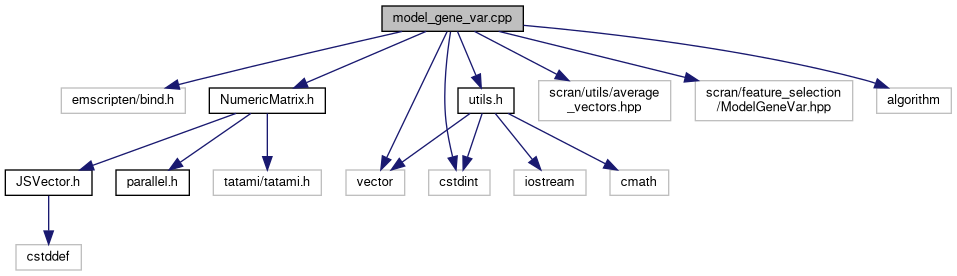 model_gene_var.cpp
emscripten/bind.h
NumericMatrix.h
utils.h
scran/utils/average
_vectors.hpp
scran/feature_selection
/ModelGeneVar.hpp
algorithm
JSVector.h
parallel.h
tatami/tatami.h
vector
cstdint
iostream
cmath
cstddef